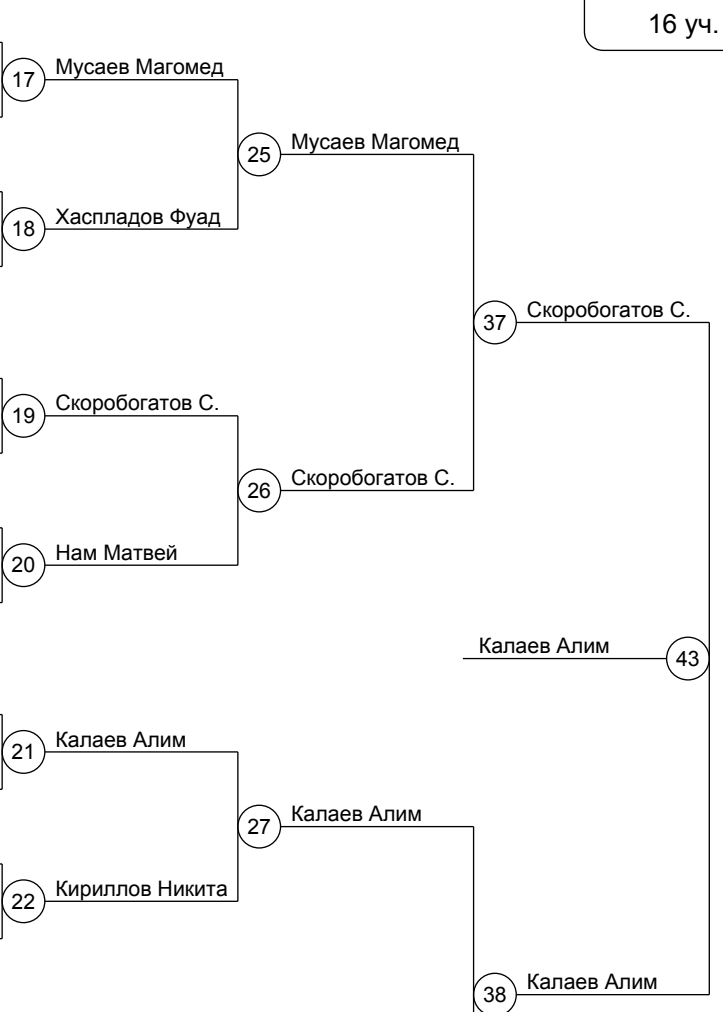 16 уч.
17 Мусаев Магомед
25 Мусаев Магомед
18 Хаспладов Фуад
37 Скоробогатов С.
19 Скоробогатов С.
26 Скоробогатов С.
20 Нам Матвей
Калаев Алим 43
21 Калаев Алим
27 Калаев Алим
22 Кириллов Никита
38 Калаев Алим